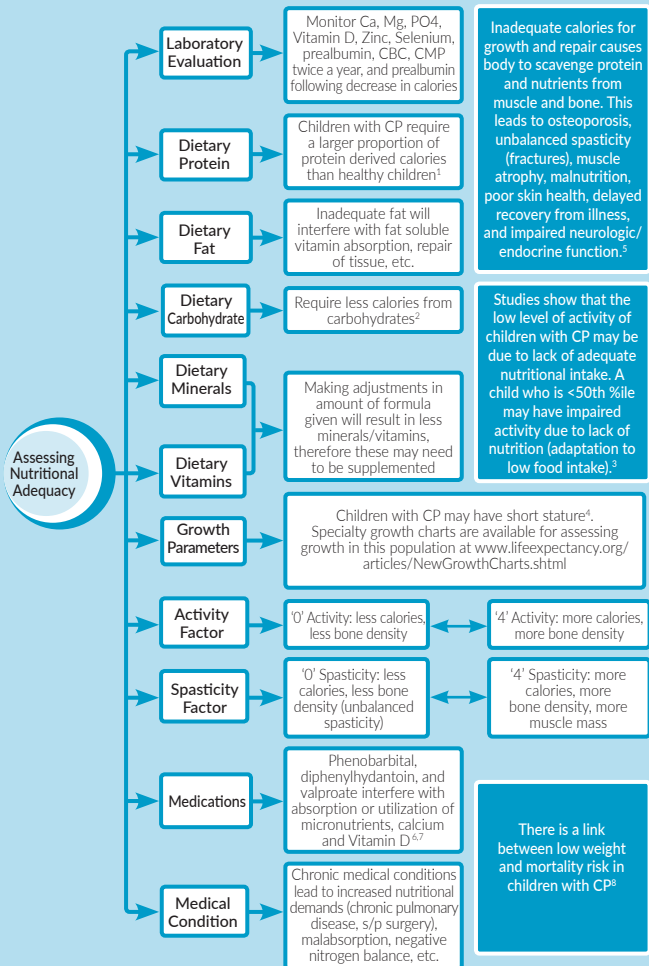 Assessing
Nutritional
Adequacy
Laboratory
Evaluation
Monitor Ca, Mg, PO4,
Vitamin D, Zinc, Selenium,
prealbumin, CBC, CMP
twice a year, and prealbumin
following decrease in calories
Dietary
Protein
Children with CP require
a larger proportion of
protein derived calories
than healthy children¹
Dietary
Fat
Inadequate fat will
interfere with fat soluble
vitamin absorption, repair
of tissue, etc.
Dietary
Carbohydrate
Require less calories from
carbohydrates²
Dietary
Minerals
Dietary
Vitamins
Making adjustments in
amount of formula
given will result in less
minerals/vitamins,
therefore these may need
to be supplemented
Growth
Parameters
Children with CP may have short stature⁴.
Specialty growth charts are available for assessing
growth in this population at www.lifeexpectancy.org/
articles/NewGrowthCharts.shtml
Activity
Factor
‘0’ Activity: less calories,
less bone density
‘4’ Activity: more calories,
more bone density
Spasticity
Factor
‘0’ Spasticity: less
calories, less bone
density (unbalanced
spasticity)
‘4’ Spasticity: more
calories, more
bone density, more
muscle mass
Medications
Phenobarbital,
diphenylhydantoin, and
valproate interfere with
absorption or utilization of
micronutrients, calcium
and Vitamin D⁶,⁷
Medical
Condition
Chronic medical conditions
lead to increased nutritional
demands (chronic pulmonary
disease, s/p surgery),
malabsorption, negative
nitrogen balance, etc.
Inadequate calories for
growth and repair causes
body to scavenge protein
and nutrients from
muscle and bone. This
leads to osteoporosis,
unbalanced spasticity
(fractures), muscle
atrophy, malnutrition,
poor skin health, delayed
recovery from illness,
and impaired neurologic/
endocrine function.⁵
Studies show that the
low level of activity of
children with CP may be
due to lack of adequate
nutritional intake. A
child who is <50th %ile
may have impaired
activity due to lack of
nutrition (adaptation to
low food intake).³
There is a link
between low weight
and mortality risk in
children with CP⁸